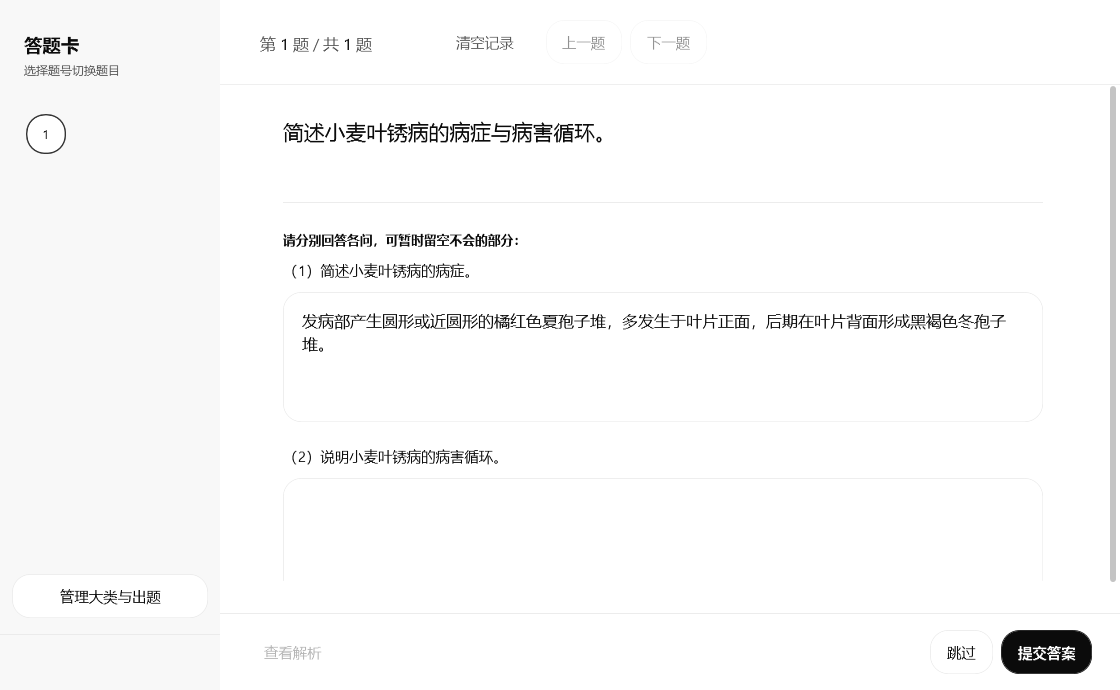 答题卡
选择题号切换题目
1
管理大类与出题
第 1 题 / 共 1 题
清空记录
上一题
下一题
简述小麦叶锈病的病症与病害循环。
请分别回答各问，可暂时留空不会的部分：
（1）简述小麦叶锈病的病症。
发病部产生圆形或近圆形的橘红色夏孢子堆，多发生于叶片正面，后期在叶片背面形成黑褐色冬孢子
堆。
（2）说明小麦叶锈病的病害循环。
查看解析
跳过
提交答案